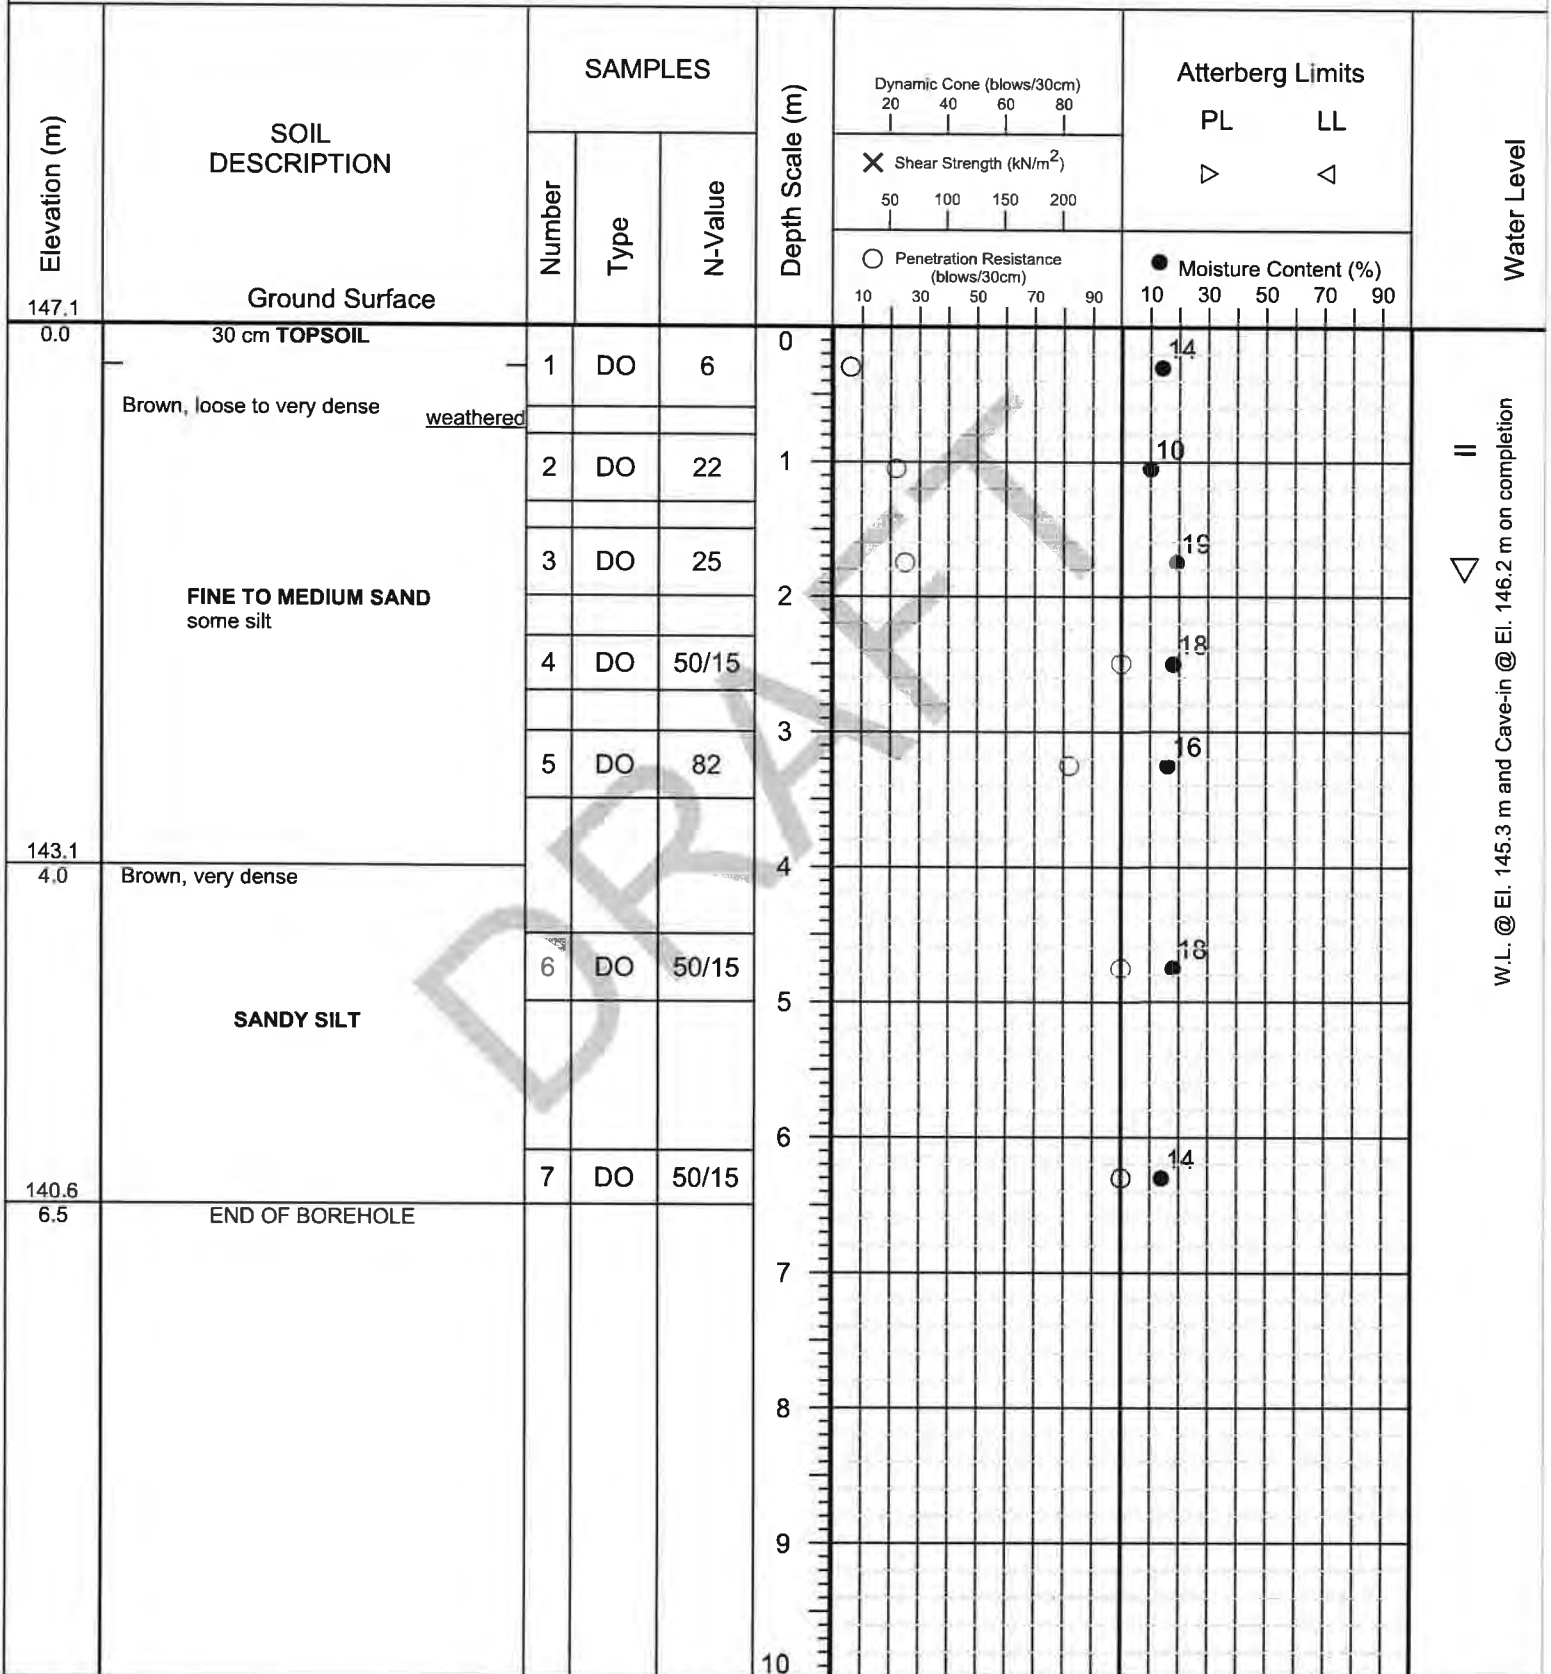 Elevation (m)
SOIL
DESCRIPTION
SAMPLES
Number
Type
N-Value
Depth Scale (m)
Dynamic Cone (blows/30cm)
20 40 60 80
Shear Strength (kN/m²)
50 100 150 200
Penetration Resistance
(blows/30cm)
10 30 50 70 90
Atterberg Limits
PL LL
Moisture Content (%)
10 30 50 70 90
Water Level
147.1 Ground Surface
0.0 30 cm TOPSOIL 0
1 DO 6 14
Brown, loose to very dense
weathered
2 DO 22 1 10
3 DO 25 19
FINE TO MEDIUM SAND 2
some silt
4 DO 50/15 18
3
5 DO 82 16
143.1
4.0 Brown, very dense 4
6 DO 50/15 18
5
SANDY SILT
6
7 DO 50/15 14
140.6
6.5 END OF BOREHOLE
7
8
9
10
W.L. @ El. 145.3 m and Cave-in @ El. 146.2 m on completion
DRAFT